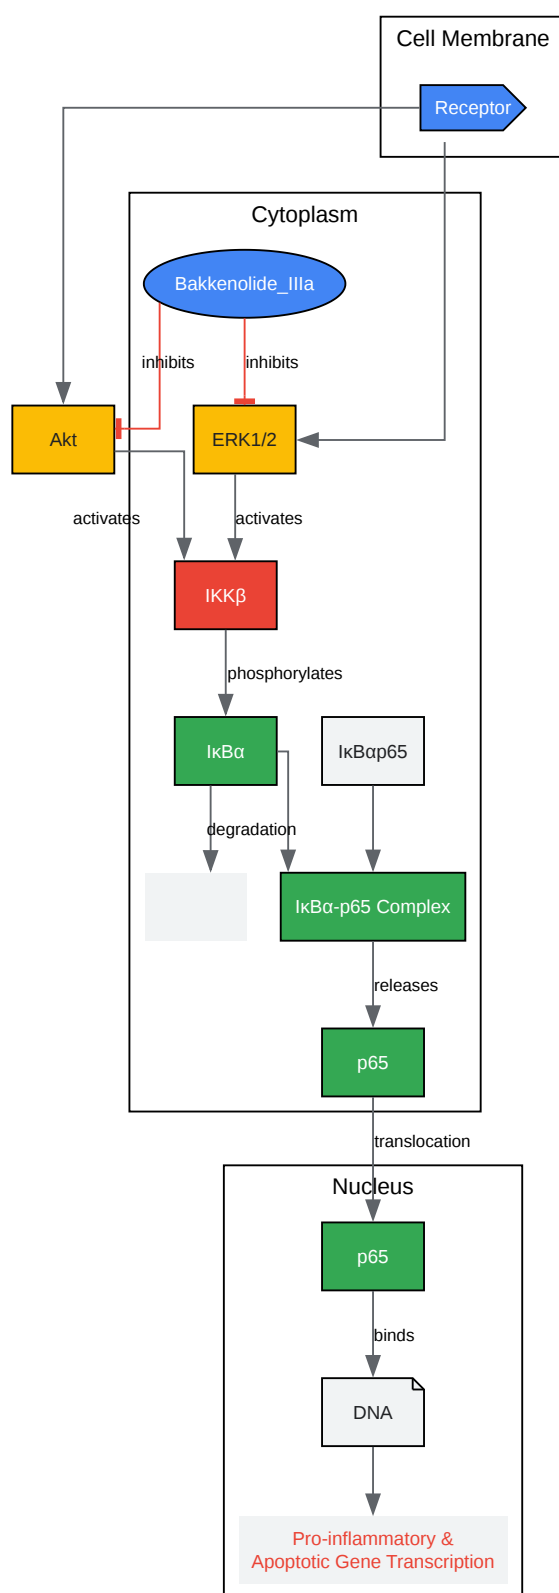 Cell Membrane
Receptor
Cytoplasm
Bakkenolide_IIIa
inhibits
inhibits
Akt
ERK1/2
activates
activates
IKKβ
phosphorylates
IκBα
IκBαp65
degradation
IκBα-p65 Complex
releases
p65
translocation
Nucleus
p65
binds
DNA
Pro-inflammatory &
Apoptotic Gene Transcription